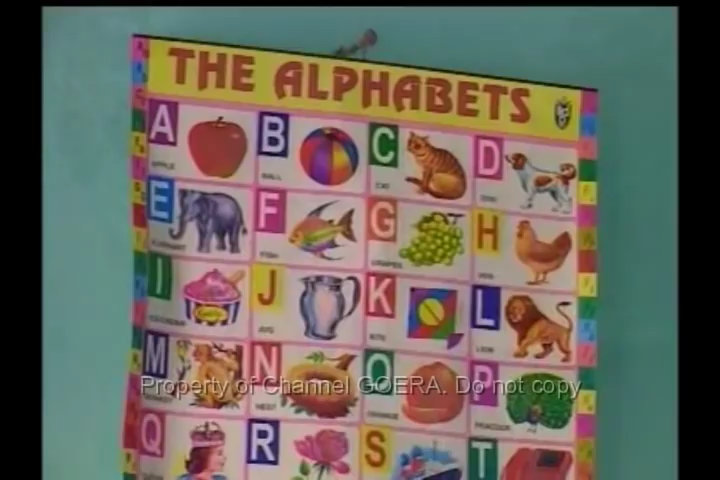 THE ALPHABETS
A B C D
APPLE BALL CAT DOG
E F G H
ELEPHANT FISH GRAPES HEN
I J K L
ICECREAM JUG KITE LION
M N O P
NEST ORANGE PEACOCK
Property of Channel GOERA. Do not copy
Q R S T